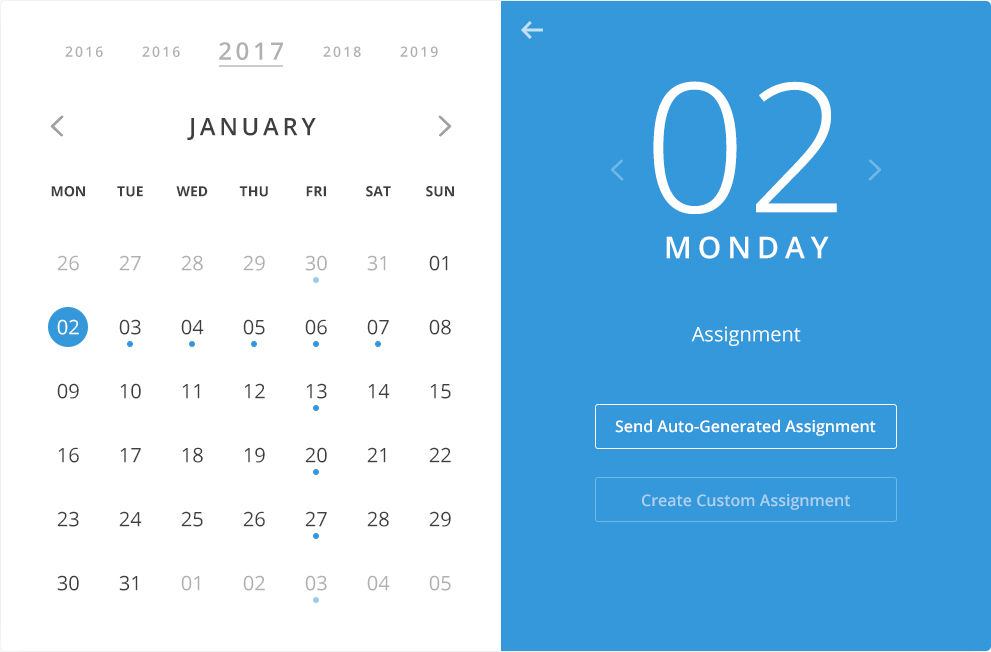 2016 2016 2017 2018 2019
JANUARY
MON TUE WED THU FRI SAT SUN
26 27 28 29 30 31 01
02 03 04 05 06 07 08
09 10 11 12 13 14 15
16 17 18 19 20 21 22
23 24 25 26 27 28 29
30 31 01 02 03 04 05
02
MONDAY
Assignment
Send Auto-Generated Assignment
Create Custom Assignment